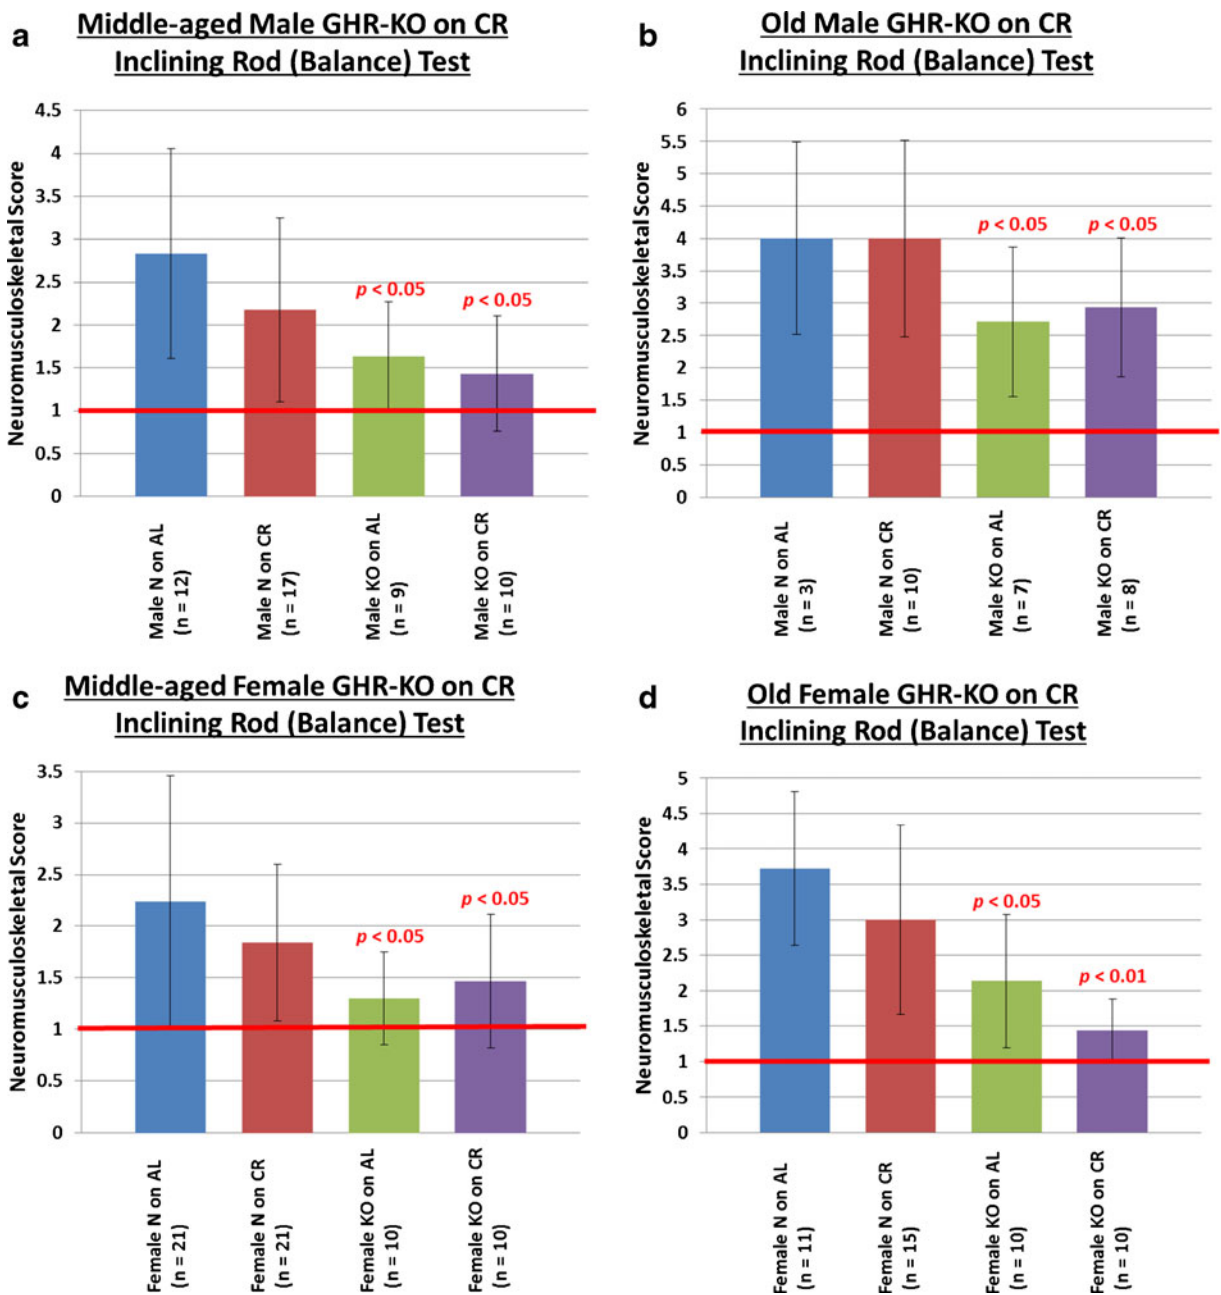 a
Middle-aged Male GHR-KO on CR
Inclining Rod (Balance) Test
Neuromusculoskeletal Score
4.5
4
3.5
3
2.5
2
1.5
1
0.5
0
p < 0.05
p < 0.05
Male N on AL
(n = 12)
Male N on CR
(n = 17)
Male KO on AL
(n = 9)
Male KO on CR
(n = 10)
b
Old Male GHR-KO on CR
Inclining Rod (Balance) Test
Neuromusculoskeletal Score
6
5.5
5
4.5
4
3.5
3
2.5
2
1.5
1
0.5
0
p < 0.05
p < 0.05
Male N on AL
(n = 3)
Male N on CR
(n = 10)
Male KO on AL
(n = 7)
Male KO on CR
(n = 8)
c
Middle-aged Female GHR-KO on CR
Inclining Rod (Balance) Test
Neuromusculoskeletal Score
3.5
3
2.5
2
1.5
1
0.5
0
p < 0.05
p < 0.05
Female N on AL
(n = 21)
Female N on CR
(n = 21)
Female KO on AL
(n = 10)
Female KO on CR
(n = 10)
d
Old Female GHR-KO on CR
Inclining Rod (Balance) Test
Neuromusculoskeletal Score
5
4.5
4
3.5
3
2.5
2
1.5
1
0.5
0
p < 0.05
p < 0.01
Female N on AL
(n = 11)
Female N on CR
(n = 15)
Female KO on AL
(n = 10)
Female KO on CR
(n = 10)